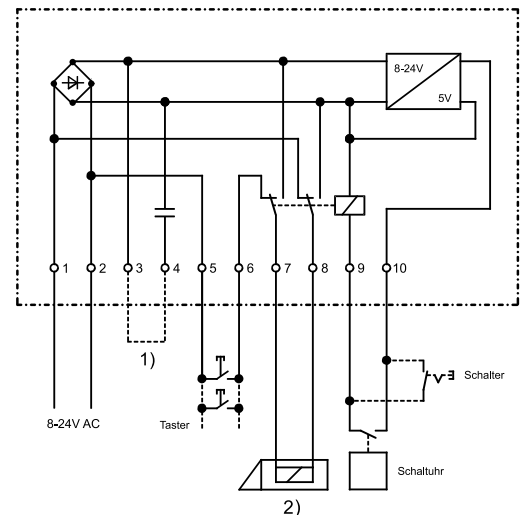 8-24V
5V
1 2 3 4 5 6 7 8 9 10
1)
Schalter
8-24V AC
Taster
Schaltuhr
2)